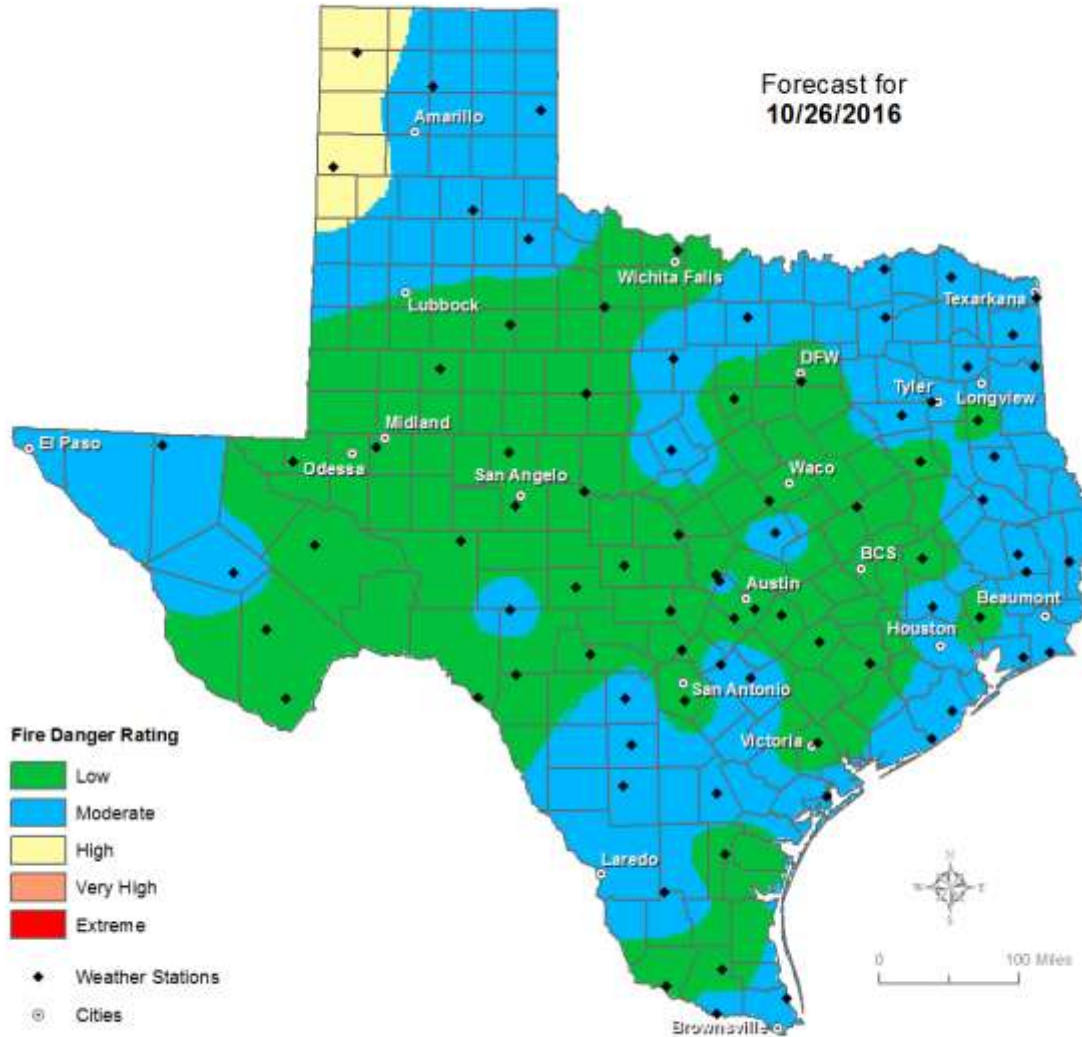 Forecast for
10/26/2016
Amarillo
Wichita Falls
Lubbock
Texarkana
DFW
Tyler
Longview
Midland
El Paso
Odessa
San Angelo
Waco
BCS
Austin
Beaumont
Houston
San Antonio
Victoria
Fire Danger Rating
Low
Moderate
High
Very High
Extreme
Weather Stations
Cities
Laredo
Brownsville
N
W
E
S
0
100 Miles